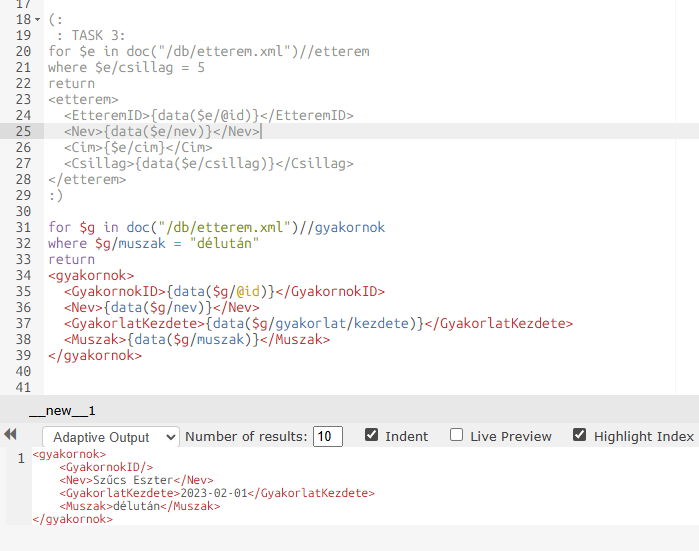 17
18 (:
19 : TASK 3:
20 for $e in doc("/db/etterem.xml")//etterem
21 where $e/csillag = 5
22 return
23 <etterem>
24 <EtteremID>{data($e/@id)}</EtteremID>
25 <Nev>{data($e/nev)}</Nev>
26 <Cim>{$e/cim}</Cim>
27 <Csillag>{data($e/csillag)}</Csillag>
28 </etterem>
29 :)
30
31 for $g in doc("/db/etterem.xml")//gyakornok
32 where $g/muszak = "délután"
33 return
34 <gyakornok>
35 <GyakornokID>{data($g/@id)}</GyakornokID>
36 <Nev>{data($g/nev)}</Nev>
37 <GyakorlatKezdete>{data($g/gyakorlat/kezdete)}</GyakorlatKezdete>
38 <Muszak>{data($g/muszak)}</Muszak>
39 </gyakornok>
40
41
__new__1
Adaptive Output Number of results: 10 Indent Live Preview Highlight Index
1 <gyakornok>
<GyakornokID/>
<Nev>Szűcs Eszter</Nev>
<GyakorlatKezdete>2023-02-01</GyakorlatKezdete>
<Muszak>délután</Muszak>
</gyakornok>